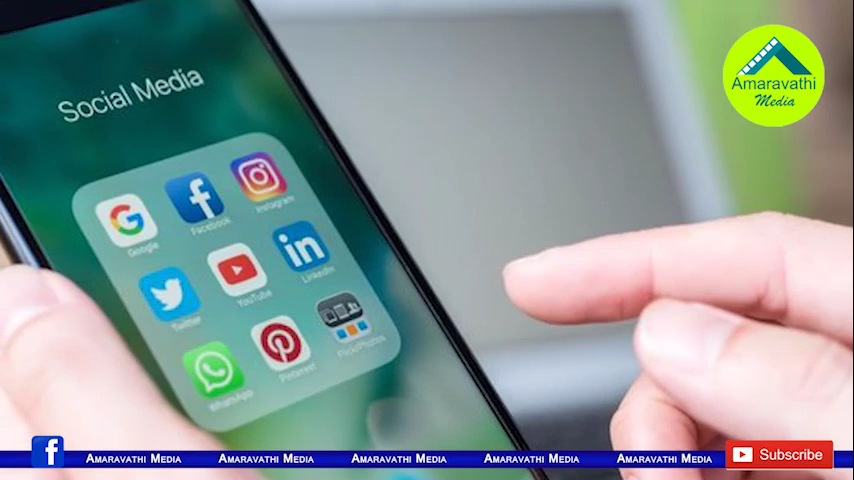 Social Media
Amaravathi
Media
Google
Facebook
Instagram
Twitter
YouTube
LinkedIn
WhatsApp
Pinterest
Amaravathi Media Amaravathi Media Amaravathi Media Amaravathi Media Amaravathi Media
Subscribe